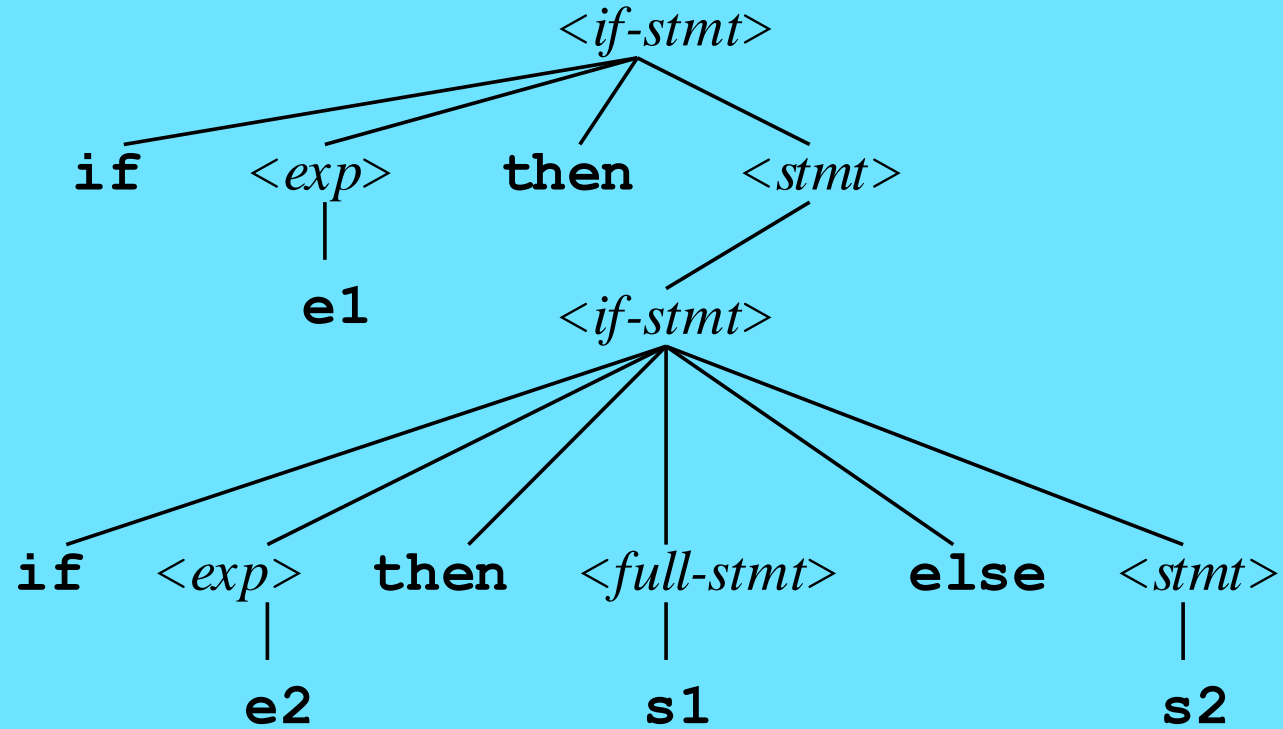 <if-stmt>
if <exp> then <stmt>
e1
<if-stmt>
if <exp> then <full-stmt> else <stmt>
e2 s1 s2